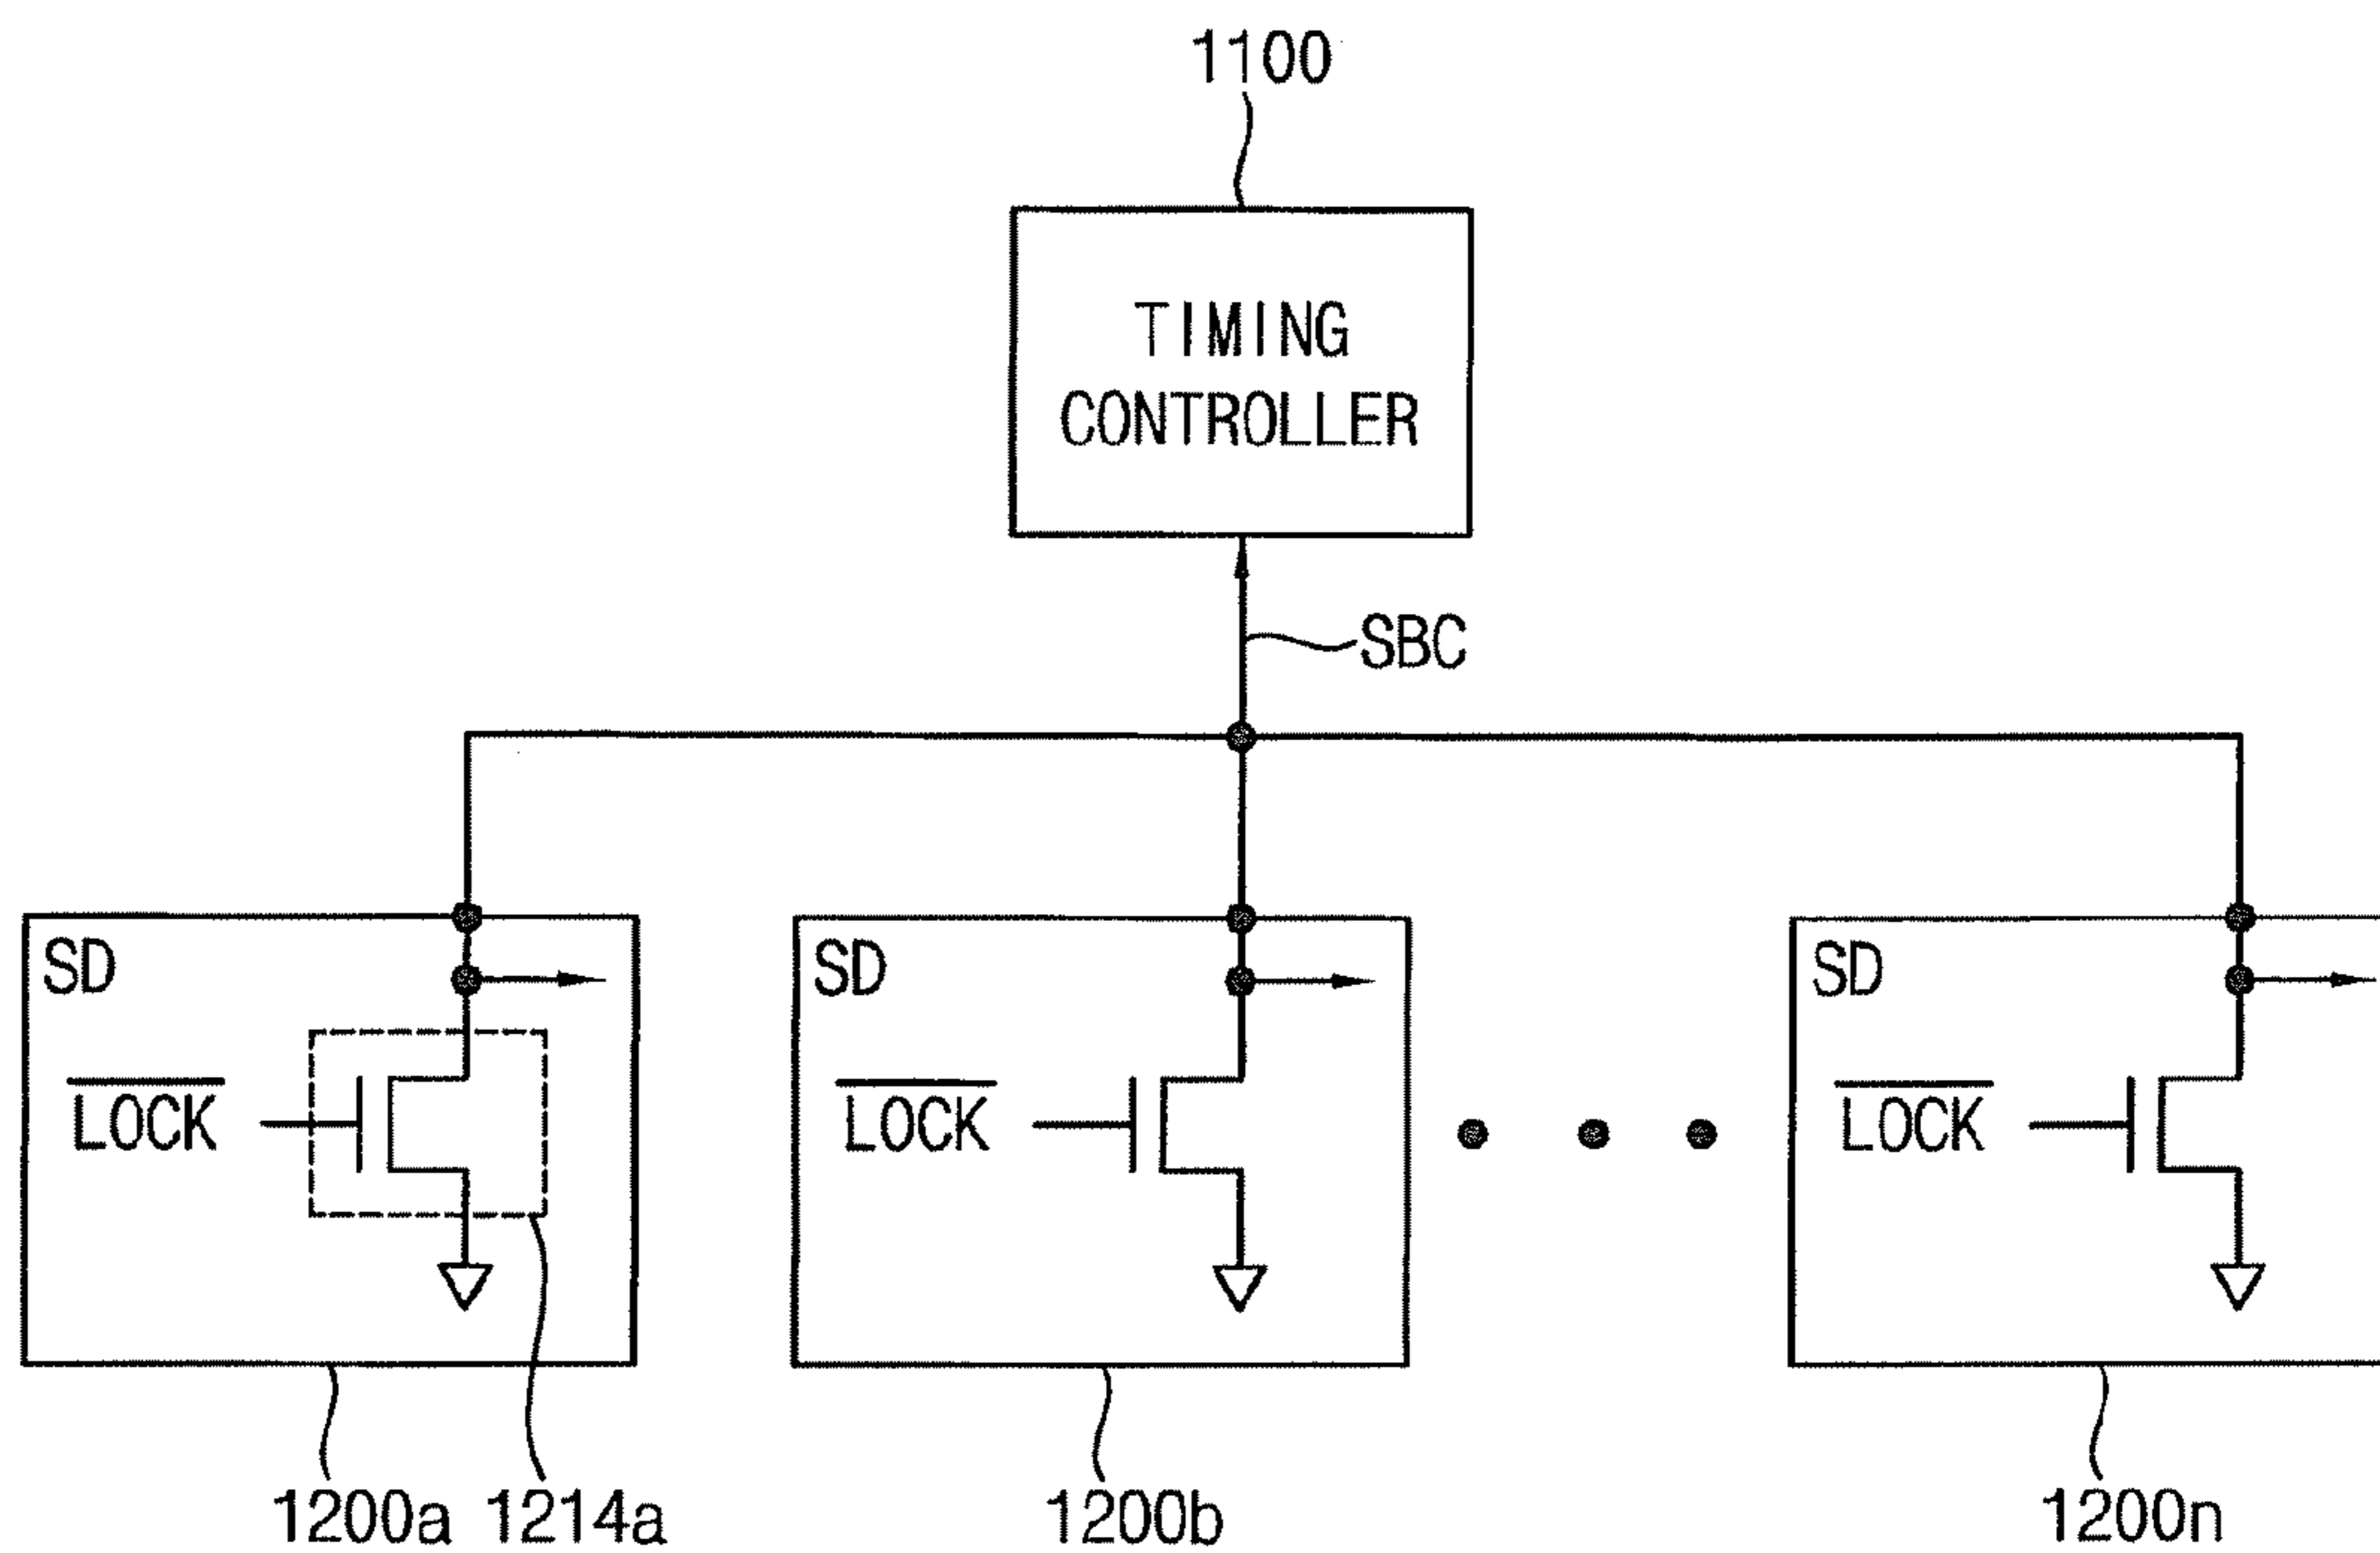 1100
TIMING
CONTROLLER
SBC
SD
SD
SD
LOCK
LOCK
LOCK
1200a 1214a 1200b 1200n